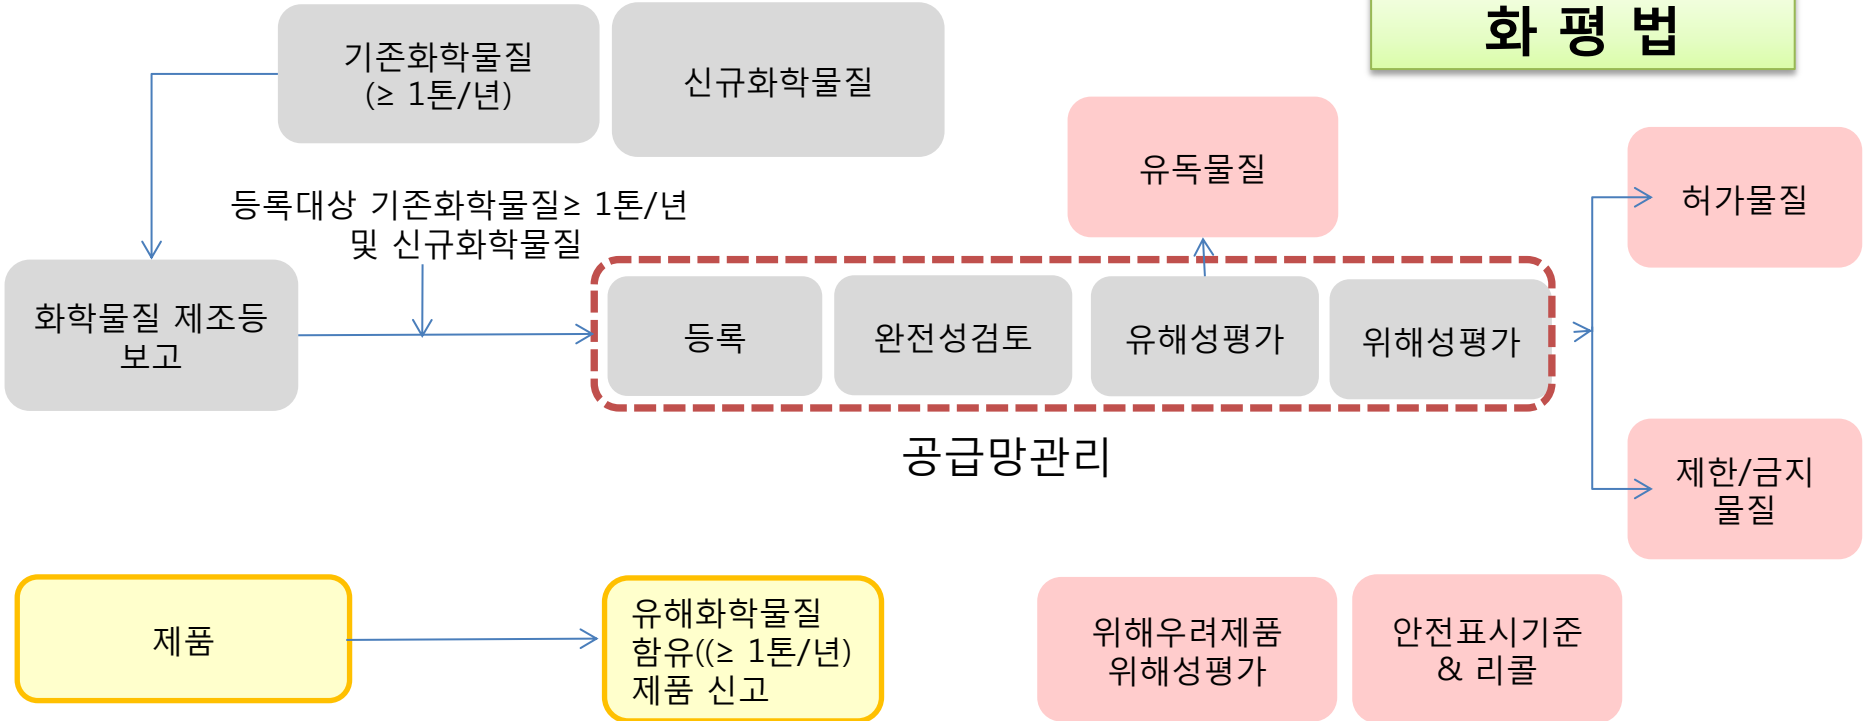 화 평 법
기존화학물질
(≥ 1톤/년)
신규화학물질
유독물질
허가물질
등록대상 기존화학물질≥ 1톤/년
및 신규화학물질
화학물질 제조등
보고
등록
완전성검토
유해성평가
위해성평가
공급망관리
제한/금지
물질
제품
유해화학물질
함유((≥ 1톤/년)
제품 신고
위해우려제품
위해성평가
안전표시기준
& 리콜